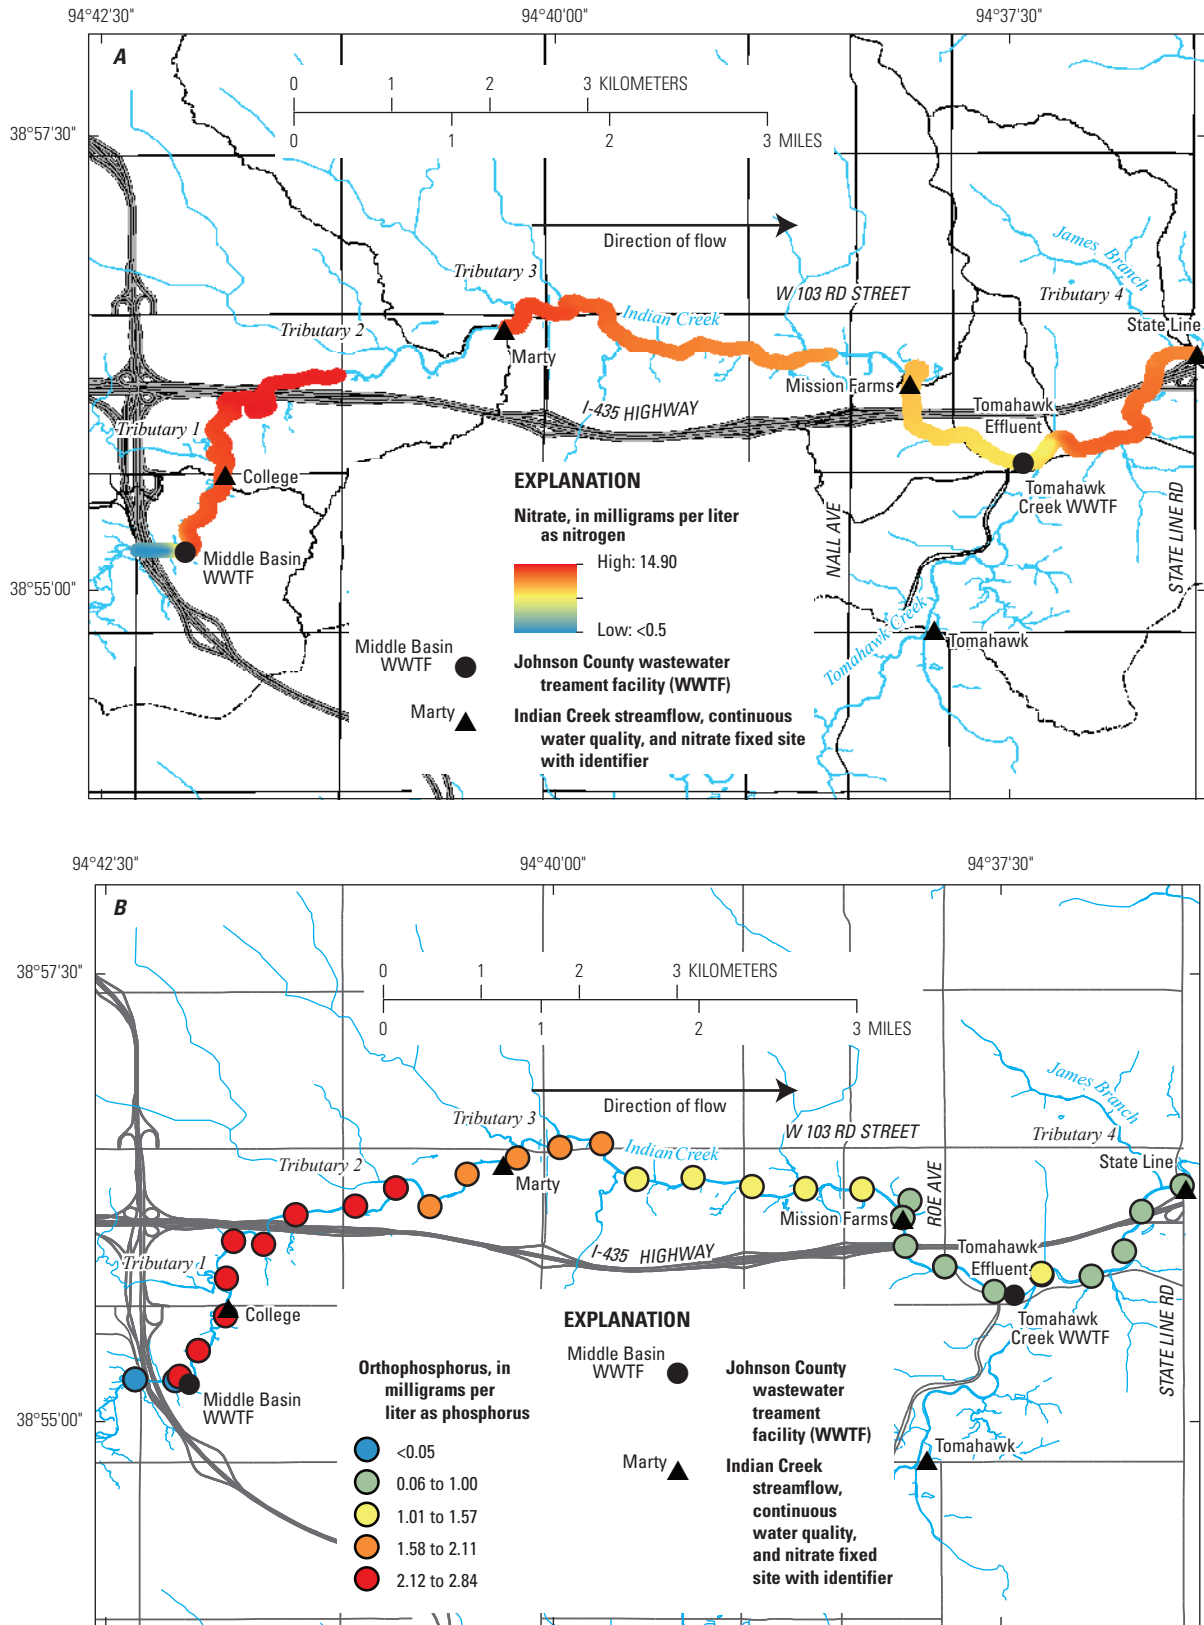 94°42'30"
94°40'00"
94°37'30"
A
0 1 2 3 KILOMETERS
0 1 2 3 MILES
38°57'30"
Direction of flow
James Branch
Tributary 3
W 103 RD STREET
Tributary 4
Indian Creek
State Line
Tributary 2
Marty
Mission Farms
I-435 HIGHWAY
Tomahawk
Effluent
Tributary 1
College
Tomahawk
Creek WWTF
Middle Basin
WWTF
NALL AVE
STATE LINE RD
38°55'00"
Tomahawk Creek
Tomahawk
EXPLANATION
Nitrate, in milligrams per liter
as nitrogen
High: 14.90
Low: <0.5
Middle Basin
WWTF
Johnson County wastewater
treament facility (WWTF)
Marty
Indian Creek streamflow, continuous
water quality, and nitrate fixed site
with identifier
94°42'30"
94°40'00"
94°37'30"
B
38°57'30"
0 1 2 3 KILOMETERS
0 1 2 3 MILES
Direction of flow
James Branch
Tributary 3
W 103 RD STREET
Tributary 4
Indian Creek
Tributary 2
State Line
Marty
ROE AVE
Mission Farms
I-435 HIGHWAY
Tomahawk
Effluent
Tributary 1
College
Tomahawk
Creek WWTF
STATE LINE RD
Middle Basin
WWTF
38°55'00"
Tomahawk
EXPLANATION
Orthophosphorus, in
milligrams per
liter as phosphorus
<0.05
0.06 to 1.00
1.01 to 1.57
1.58 to 2.11
2.12 to 2.84
Middle Basin
WWTF
Johnson County
wastewater
treament
facility (WWTF)
Marty
Indian Creek
streamflow,
continuous
water quality,
and nitrate fixed
site with identifier